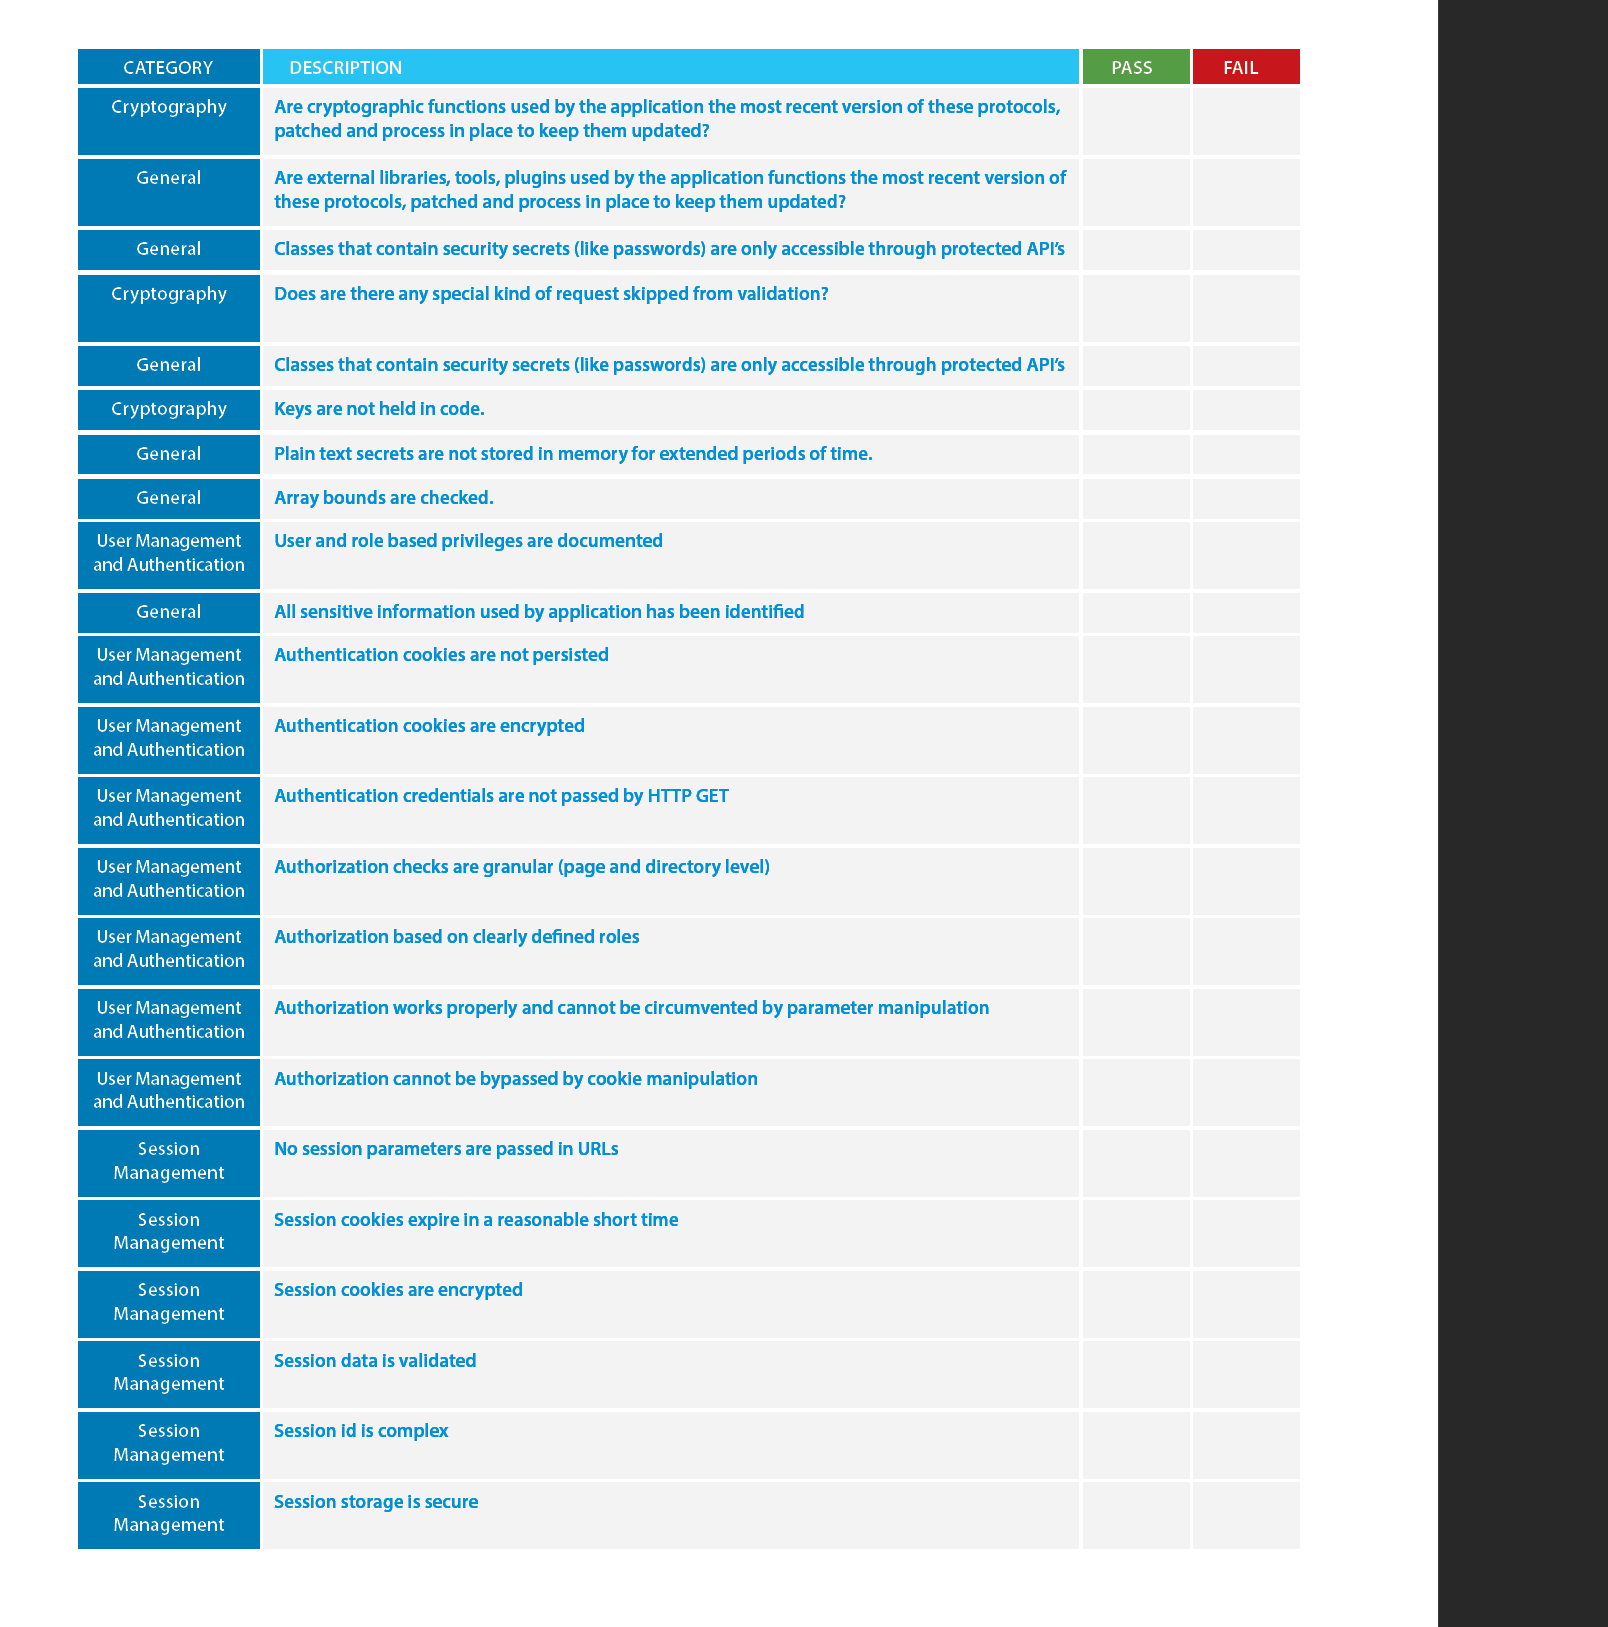 CATEGORY DESCRIPTION PASS FAIL
Cryptography Are cryptographic functions used by the application the most recent version of these protocols,
patched and process in place to keep them updated?
General Are external libraries, tools, plugins used by the application functions the most recent version of
these protocols, patched and process in place to keep them updated?
General Classes that contain security secrets (like passwords) are only accessible through protected API’s
Cryptography Does are there any special kind of request skipped from validation?
General Classes that contain security secrets (like passwords) are only accessible through protected API’s
Cryptography Keys are not held in code.
General Plain text secrets are not stored in memory for extended periods of time.
General Array bounds are checked.
User Management User and role based privileges are documented
and Authentication
General All sensitive information used by application has been identified
User Management Authentication cookies are not persisted
and Authentication
User Management Authentication cookies are encrypted
and Authentication
User Management Authentication credentials are not passed by HTTP GET
and Authentication
User Management Authorization checks are granular (page and directory level)
and Authentication
User Management Authorization based on clearly defined roles
and Authentication
User Management Authorization works properly and cannot be circumvented by parameter manipulation
and Authentication
User Management Authorization cannot be bypassed by cookie manipulation
and Authentication
Session No session parameters are passed in URLs
Management
Session Session cookies expire in a reasonable short time
Management
Session Session cookies are encrypted
Management
Session Session data is validated
Management
Session Session id is complex
Management
Session Session storage is secure
Management